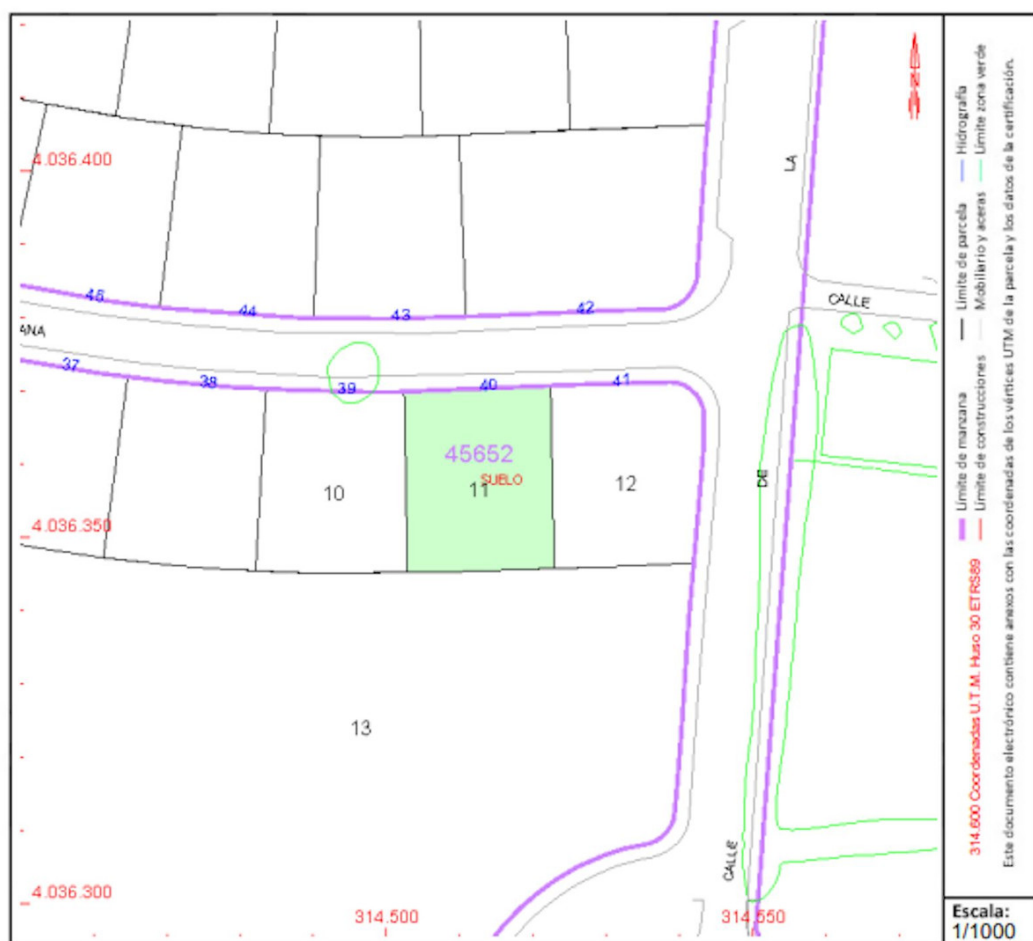 4.036.400
LA
45
44
43
42
CALLE
ANA
37
38
39
40
41
45652
SUELO
10
11
12
DE
4.036.350
13
CALLE
4.036.300
314.500
314.550
314.600 Coordenadas U.T.M. Huso 30 ETRS89
Límite de manzana
Límite de parcela
Hidrografía
Límite de construcciones
Mobiliario y aceras
Límite zona verde
Este documento electrónico contiene anexos con las coordenadas de los vértices UTM de la parcela y los datos de la certificación.
Escala:
1/1000